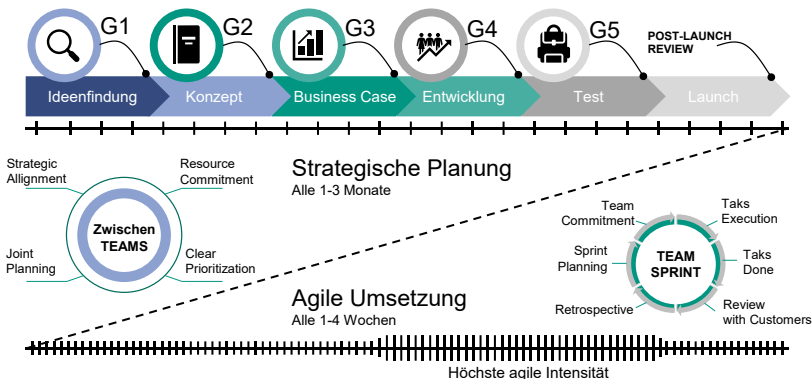 G1
G2
G3
G4
G5
POST-LAUNCH
REVIEW
Ideenfindung
Konzept
Business Case
Entwicklung
Test
Launch
Strategische Planung
Alle 1-3 Monate
Strategic
Allignment
Resource
Commitment
Zwischen
TEAMS
Joint
Planning
Clear
Prioritization
Team
Commitment
Taks
Execution
Sprint
Planning
TEAM
SPRINT
Taks
Done
Retrospective
Review
with Customers
Agile Umsetzung
Alle 1-4 Wochen
Höchste agile Intensität